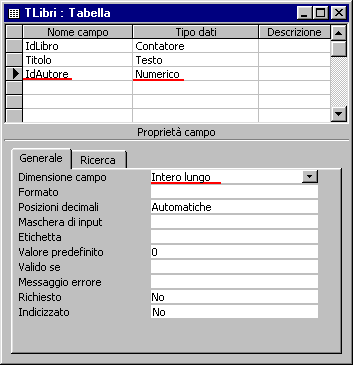 TLibri : Tabella
Nome campo Tipo dati Descrizione
IdLibro Contatore
Titolo Testo
IdAutore Numerico
Proprietà campo
Generale Ricerca
Dimensione campo Intero lungo
Formato
Posizioni decimali Automatiche
Maschera di input
Etichetta
Valore predefinito 0
Valido se
Messaggio errore
Richiesto No
Indicizzato No